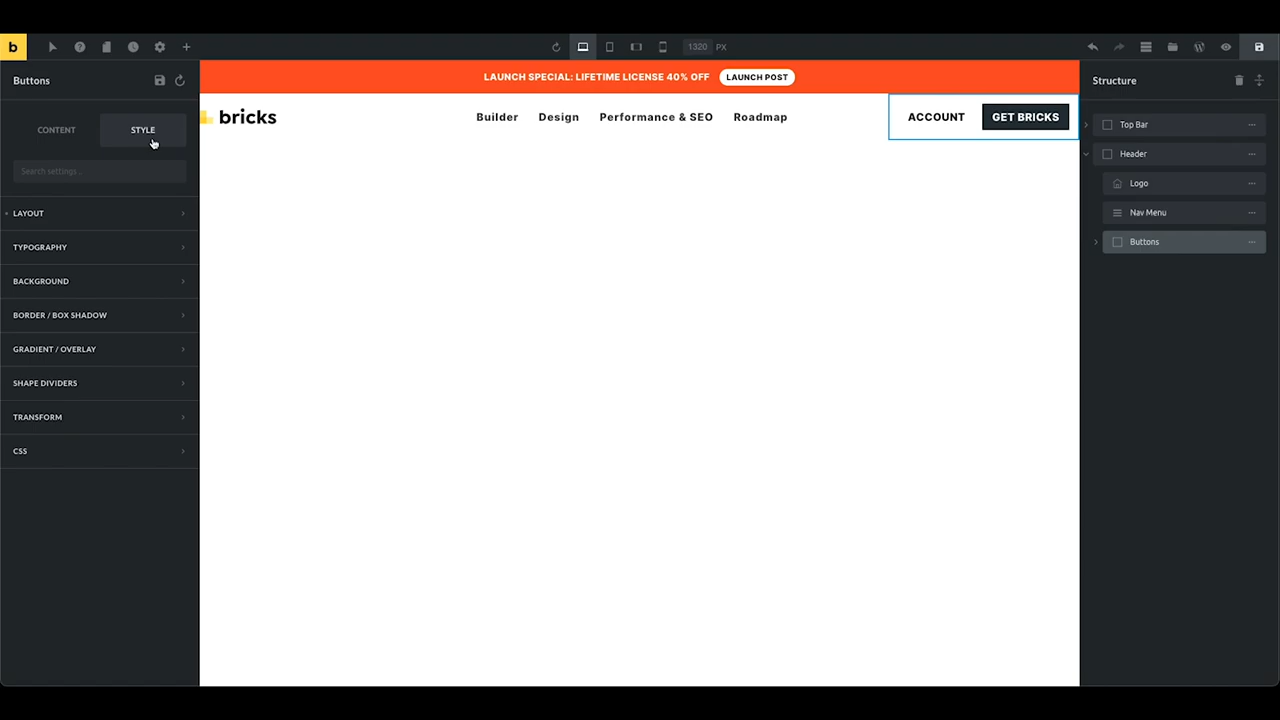 b
1320 PX
Buttons
CONTENT
STYLE
Search settings..
LAYOUT
TYPOGRAPHY
BACKGROUND
BORDER / BOX SHADOW
GRADIENT / OVERLAY
SHAPE DIVIDERS
TRANSFORM
CSS
LAUNCH SPECIAL: LIFETIME LICENSE 40% OFF LAUNCH POST
bricks
Builder Design Performance & SEO Roadmap
ACCOUNT GET BRICKS
Structure
Top Bar
Header
Logo
Nav Menu
Buttons